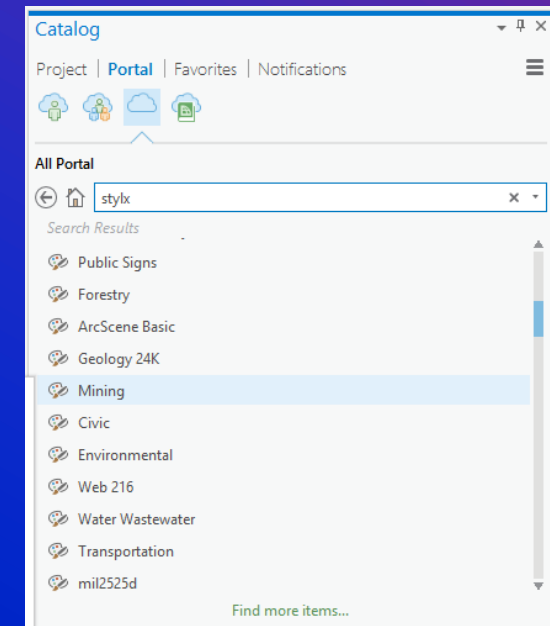 Catalog
Project | Portal | Favorites | Notifications
All Portal
stylx
Search Results
Public Signs
Forestry
ArcScene Basic
Geology 24K
Mining
Civic
Environmental
Web 216
Water Wastewater
Transportation
mil2525d
Find more items...